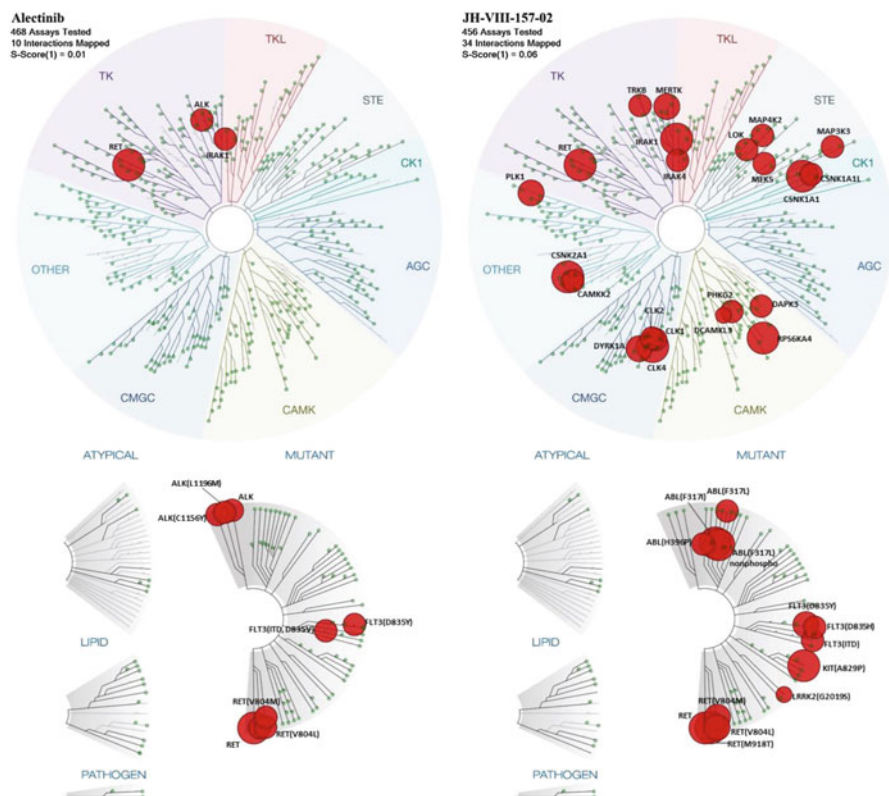 Alectinib
468 Assays Tested
10 Interactions Mapped
S-Score(1) = 0.01
TK
TKL
STE
CK1
AGC
CAMK
CMGC
OTHER
ALK
RET
IRAK1
ATYPICAL
MUTANT
LIPID
PATHOGEN
ALK(L1196M)
ALK
ALK(C1156Y)
FLT3(D835Y)
FLT3(ITD, D835V)
RET(V804M)
RET(V804L)
RET
JH-VIII-157-02
456 Assays Tested
34 Interactions Mapped
S-Score(1) = 0.06
TK
TKL
STE
CK1
AGC
CAMK
CMGC
OTHER
TRKB
MERTK
IRAK1
IRAK4
RET
PLK1
LOK
MAP4K2
MAP3K3
MEK5
CSNK1A1L
CSNK1A1
CSNK2A1
CAMKK2
CLK2
CLK1
DYRK1A
CLK4
PHKG2
DCAMKL3
DAPK3
RPS6KA4
ATYPICAL
MUTANT
LIPID
PATHOGEN
ABL(F317I)
ABL(F317L)
ABL(H396P)
ABL(F317L)
nonphospho
FLT3(D835Y)
FLT3(D835H)
FLT3(ITD)
KIT(A829P)
LRRK2(G2019S)
RET(V804M)
RET
RET(V804L)
RET(M918T)